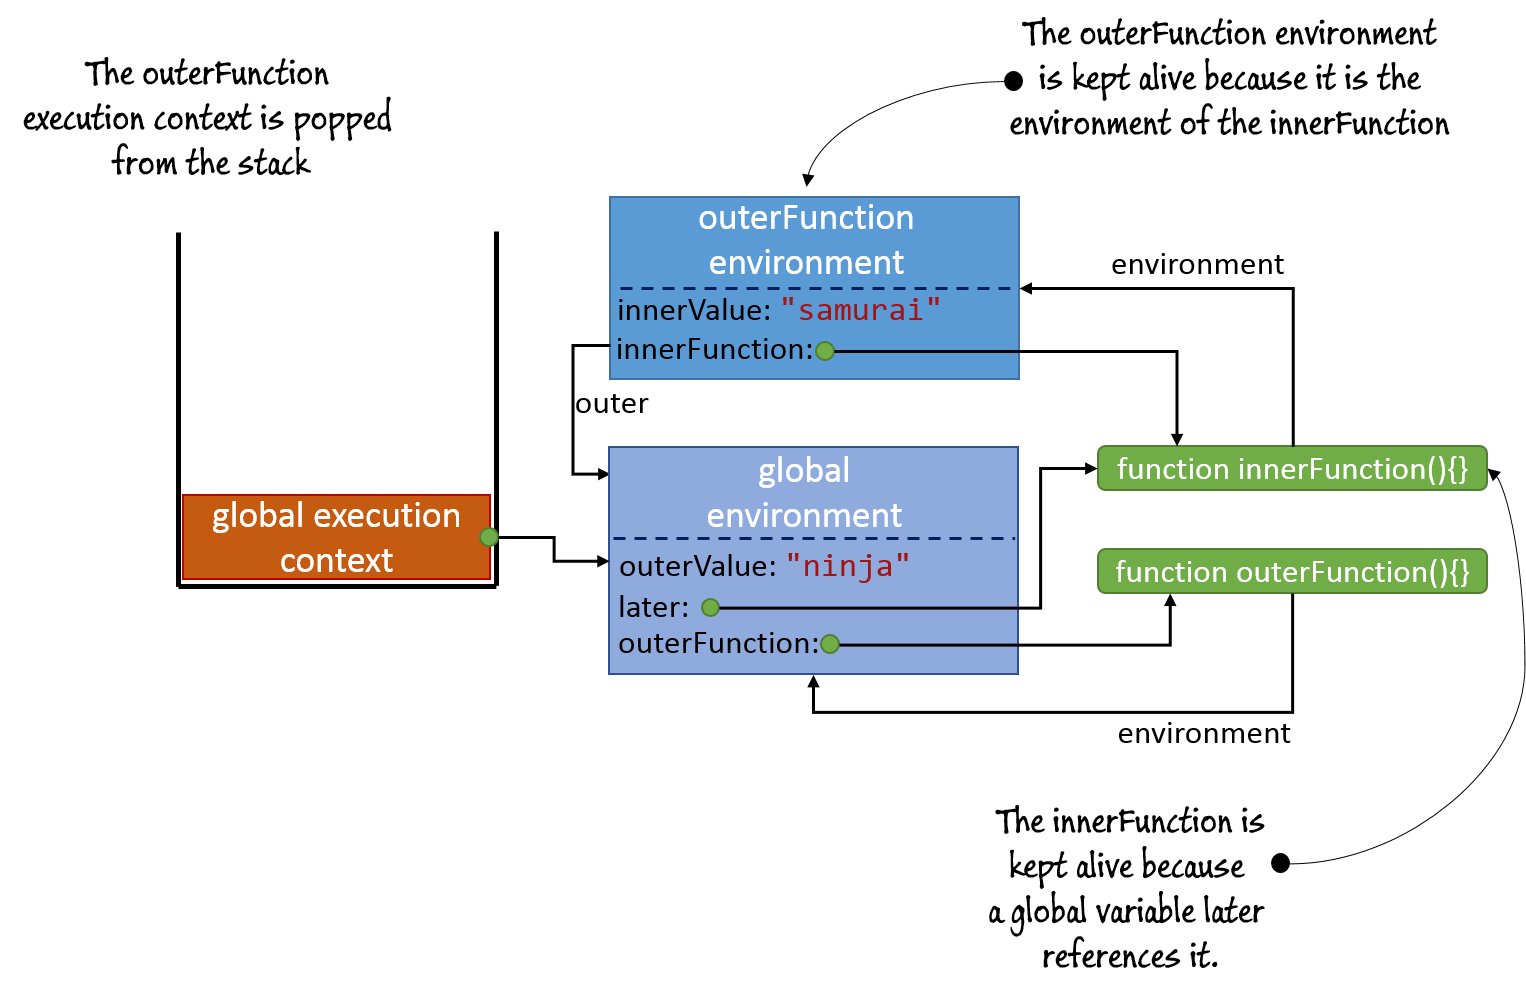 The outerFunction
execution context is popped
from the stack
The outerFunction environment
is kept alive because it is the
environment of the innerFunction
outerFunction
environment
innerValue: "samurai"
innerFunction:
environment
outer
global
environment
outerValue: "ninja"
later:
outerFunction:
global execution
context
function innerFunction(){}
function outerFunction(){}
environment
The innerFunction is
kept alive because
a global variable later
references it.